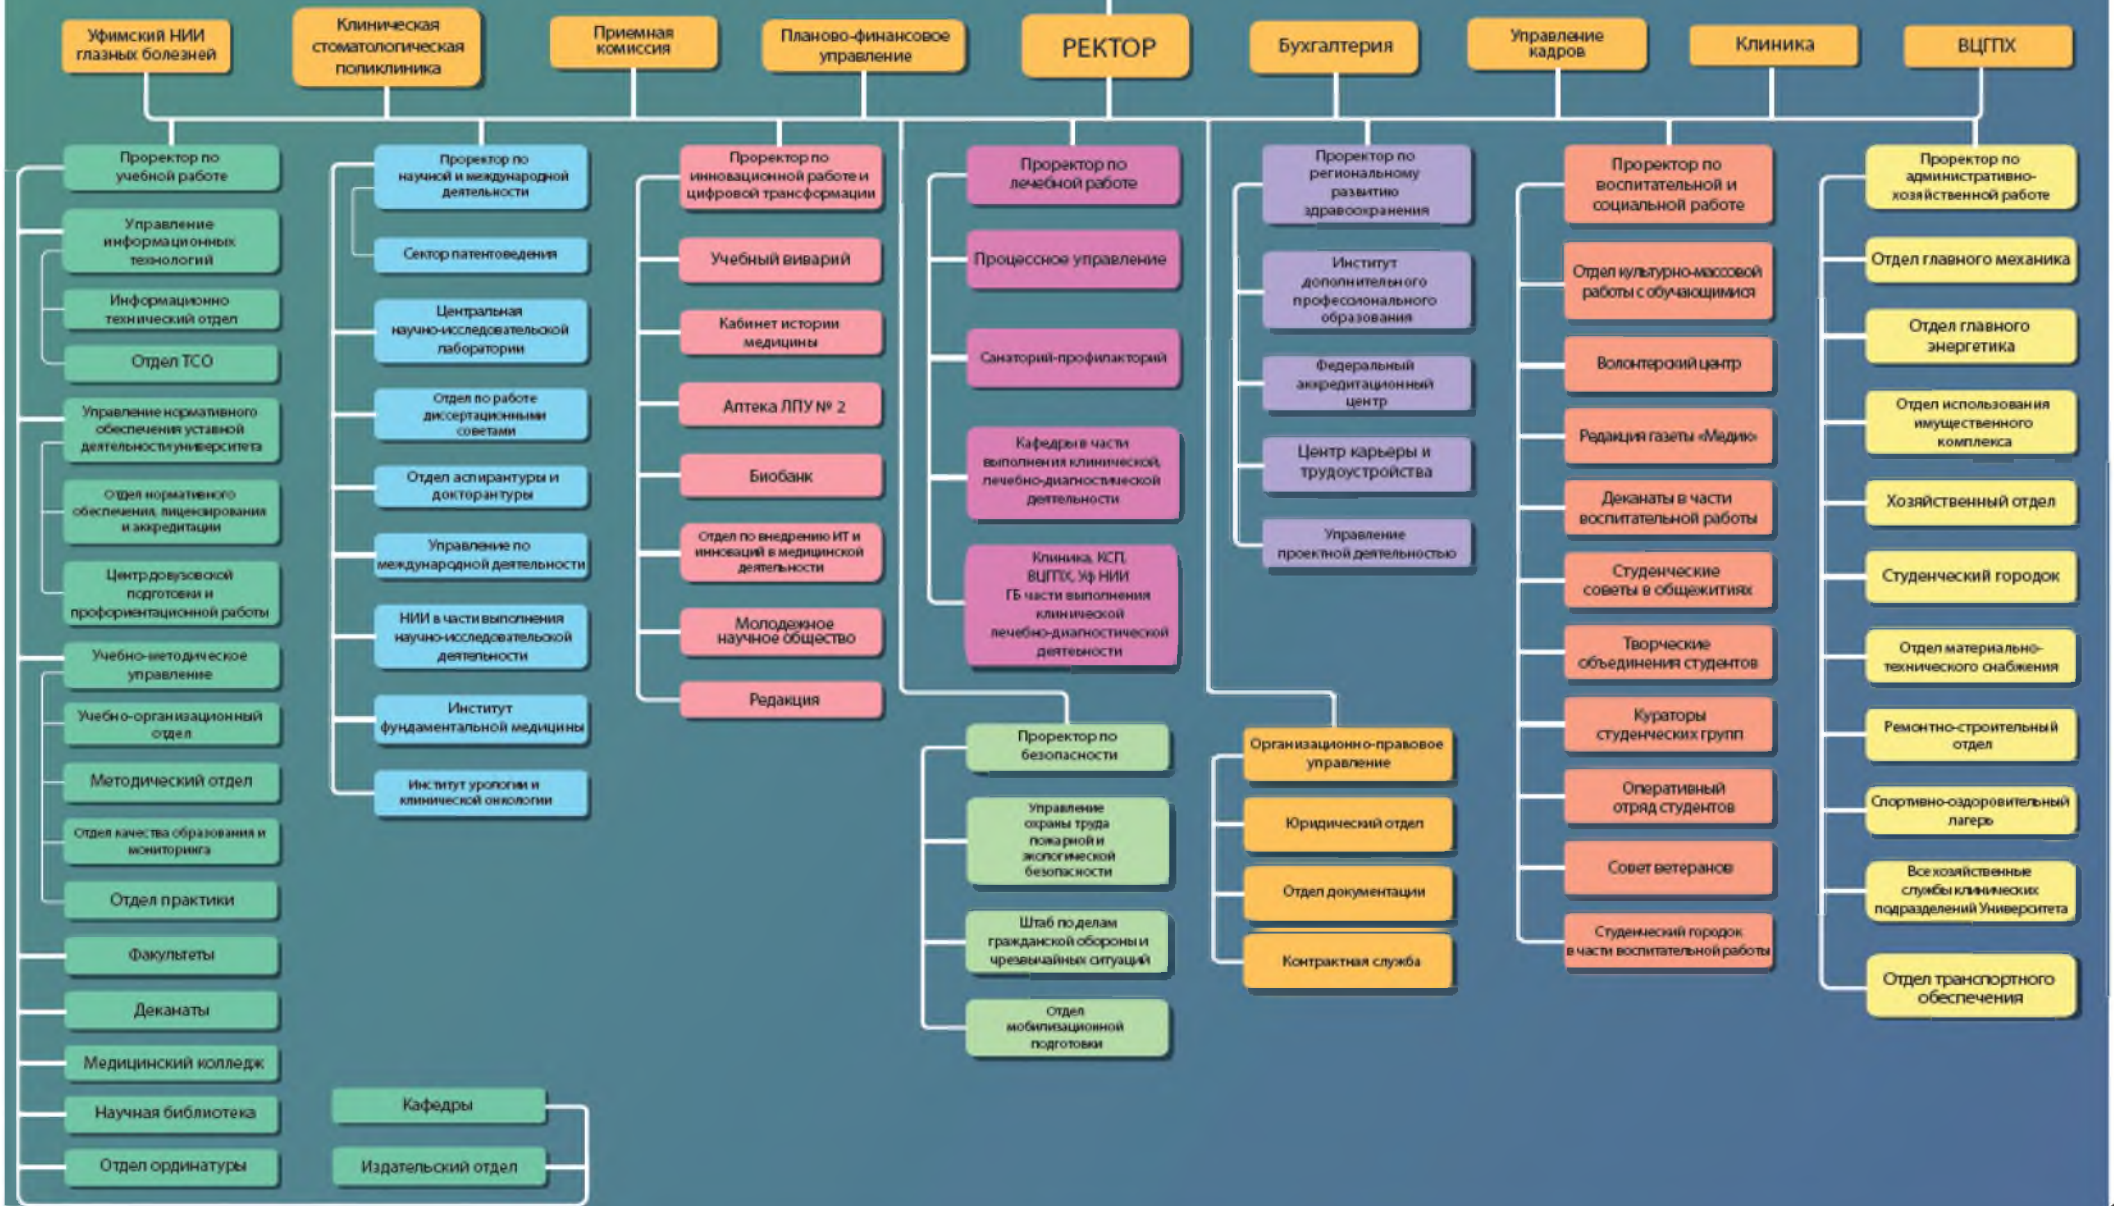 Уфимский НИИ
глазных болезней
Клиническая
стоматологическая
поликлиника
Приемная
комиссия
Планово-финансовое
управление
РЕКТОР
Бухгалтерия
Управление
кадров
Клиника
ВЦГПХ
Проректор по
учебной работе
Управление
информационных
технологий
Информационно
технический отдел
Отдел ТСО
Управление нормативного
обеспечения уставной
деятельности университета
Отдел нормативного
обеспечения, лицензирования
и аккредитации
Центр довузовской
подготовки и
профориентационной работы
Учебно-методическое
управление
Учебно-организационный
отдел
Методический отдел
Отдел качества образования и
мониторинга
Отдел практики
Факультеты
Деканаты
Медицинский колледж
Научная библиотека
Отдел ординатуры
Кафедры
Издательский отдел
Проректор по
научной и международной
деятельности
Сектор патентоведения
Центральная
научно-исследовательской
лаборатории
Отдел по работе
диссертационными
советами
Отдел аспирантуры и
докторантуры
Управление по
международной деятельности
НИИ в части выполнения
научно-исследовательской
деятельности
Институт
фундаментальной медицины
Институт урологии и
клинической онкологии
Проректор по
инновационной работе и
цифровой трансформации
Учебный виварий
Кабинет истории
медицины
Аптека ЛПУ № 2
Биобанк
Отдел по внедрению ИТ и
инноваций в медицинской
деятельности
Молодежное
научное общество
Редакция
Проректор по
лечебной работе
Процессное управление
Санаторий-профилакторий
Кафедры в части
выполнения клинической,
лечебно-диагностической
деятельности
Клиника, КСП,
ВЦГПХ, Уф НИИ
ГБ части выполнения
клинической
лечебно-диагностической
деятеьности
Проректор по
безопасности
Управление
охраны труда
пожарной и
экологической
безопасности
Штаб по делам
гражданской обороны и
чрезвычайных ситуаций
Отдел
мобилизационной
подготовки
Проректор по
региональному
развитию
здравоохранения
Институт
дополнительного
профессионального
образования
Федеральный
аккредитационный
центр
Центр карьеры и
трудоустройства
Управление
проектной деятельностью
Организационно-правовое
управление
Юридический отдел
Отдел документации
Контрактная служба
Проректор по
воспитательной и
социальной работе
Отдел культурно-массовой
работы с обучающимися
Волонтерский центр
Редакция газеты «Медик»
Деканаты в части
воспитательной работы
Студенческие
советы в общежитиях
Творческие
объединения студентов
Кураторы
студенческих групп
Оперативный
отряд студентов
Совет ветеранов
Студенческий городок
в части воспитательной работы
Проректор по
административно-
хозяйственной работе
Отдел главного механика
Отдел главного
энергетика
Отдел использования
имущественного
комплекса
Хозяйственный отдел
Студенческий городок
Отдел материально-
технического снабжения
Ремонтно-строительный
отдел
Спортивно-оздоровительный
лагерь
Все хозяйственные
службы клинических
подразделений Университета
Отдел транспортного
обеспечения